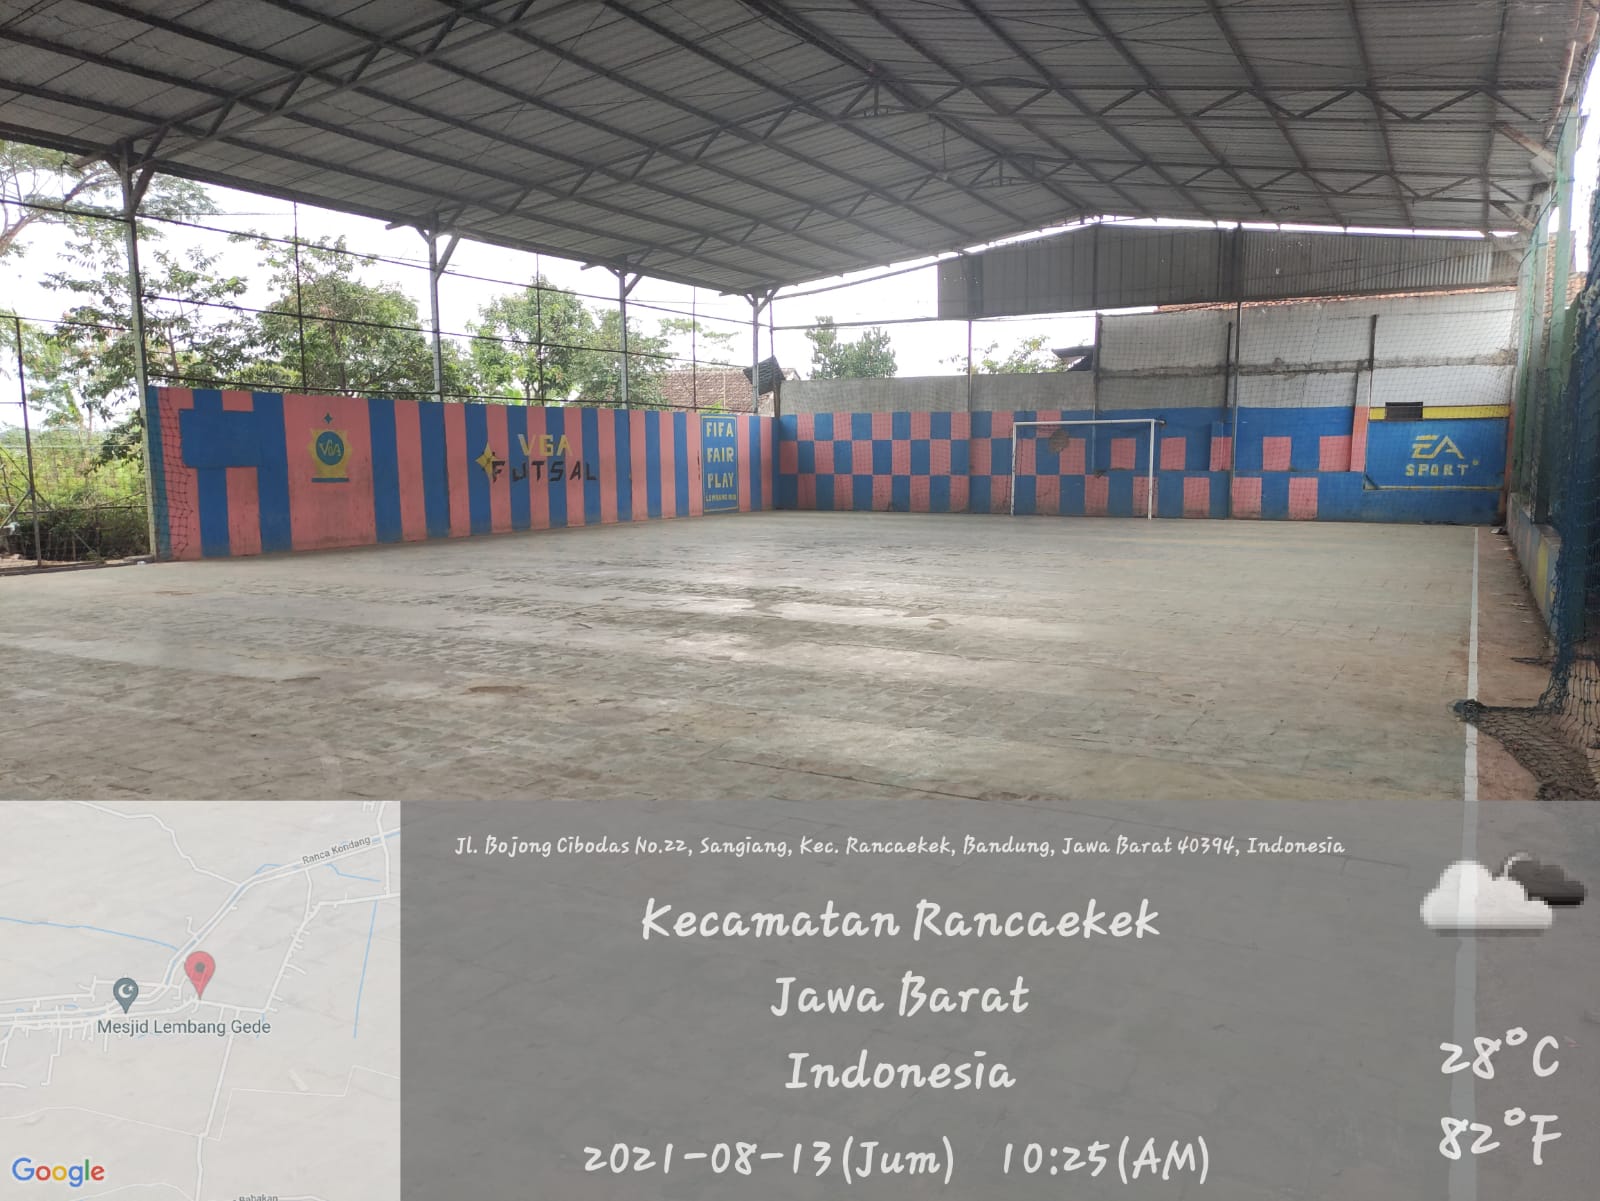 VGA
VGA
FUTSAL
FIFA
FAIR
PLAY
EA
SPORT
Jl. Bojong Cibodas No.22, Sangiang, Kec. Rancaekek, Bandung, Jawa Barat 40394, Indonesia
Kecamatan Rancaekek
Jawa Barat
Indonesia
2021-08-13(Jum) 10:25(AM)
28°C
82°F
Ranca Kondang
Mesjid Lembang Gede
Google
Babakan